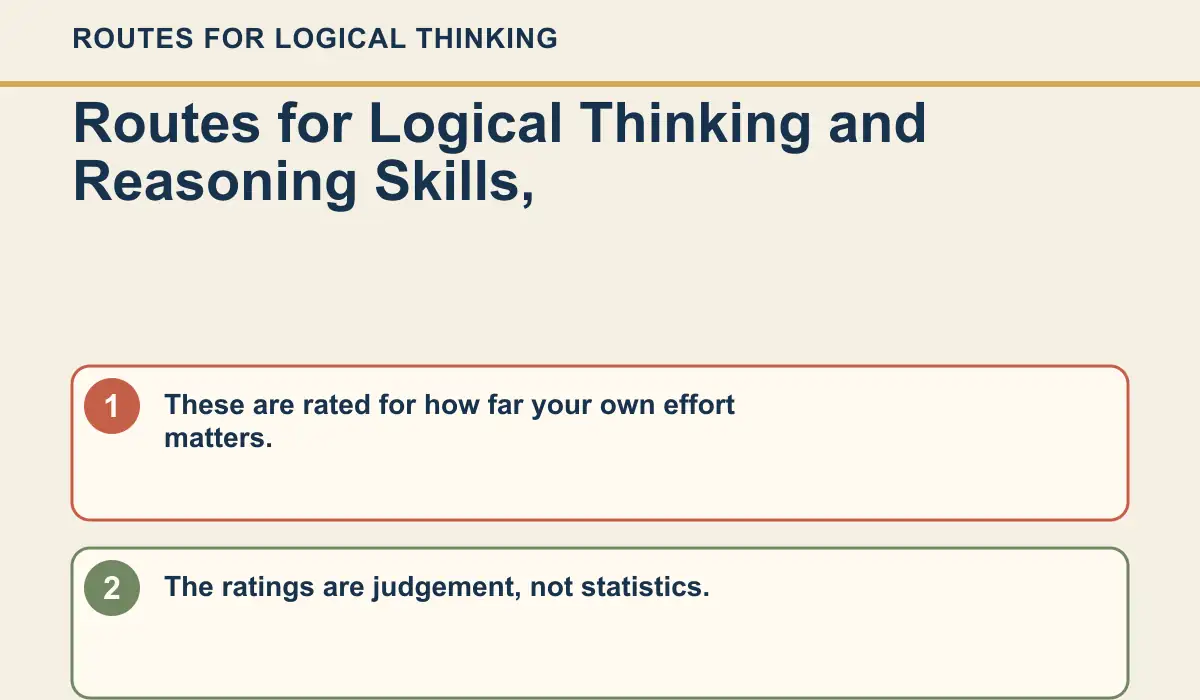 ROUTES FOR LOGICAL THINKING
Routes for Logical Thinking and
Reasoning Skills,
1
These are rated for how far your own effort
matters.
2
The ratings are judgement, not statistics.